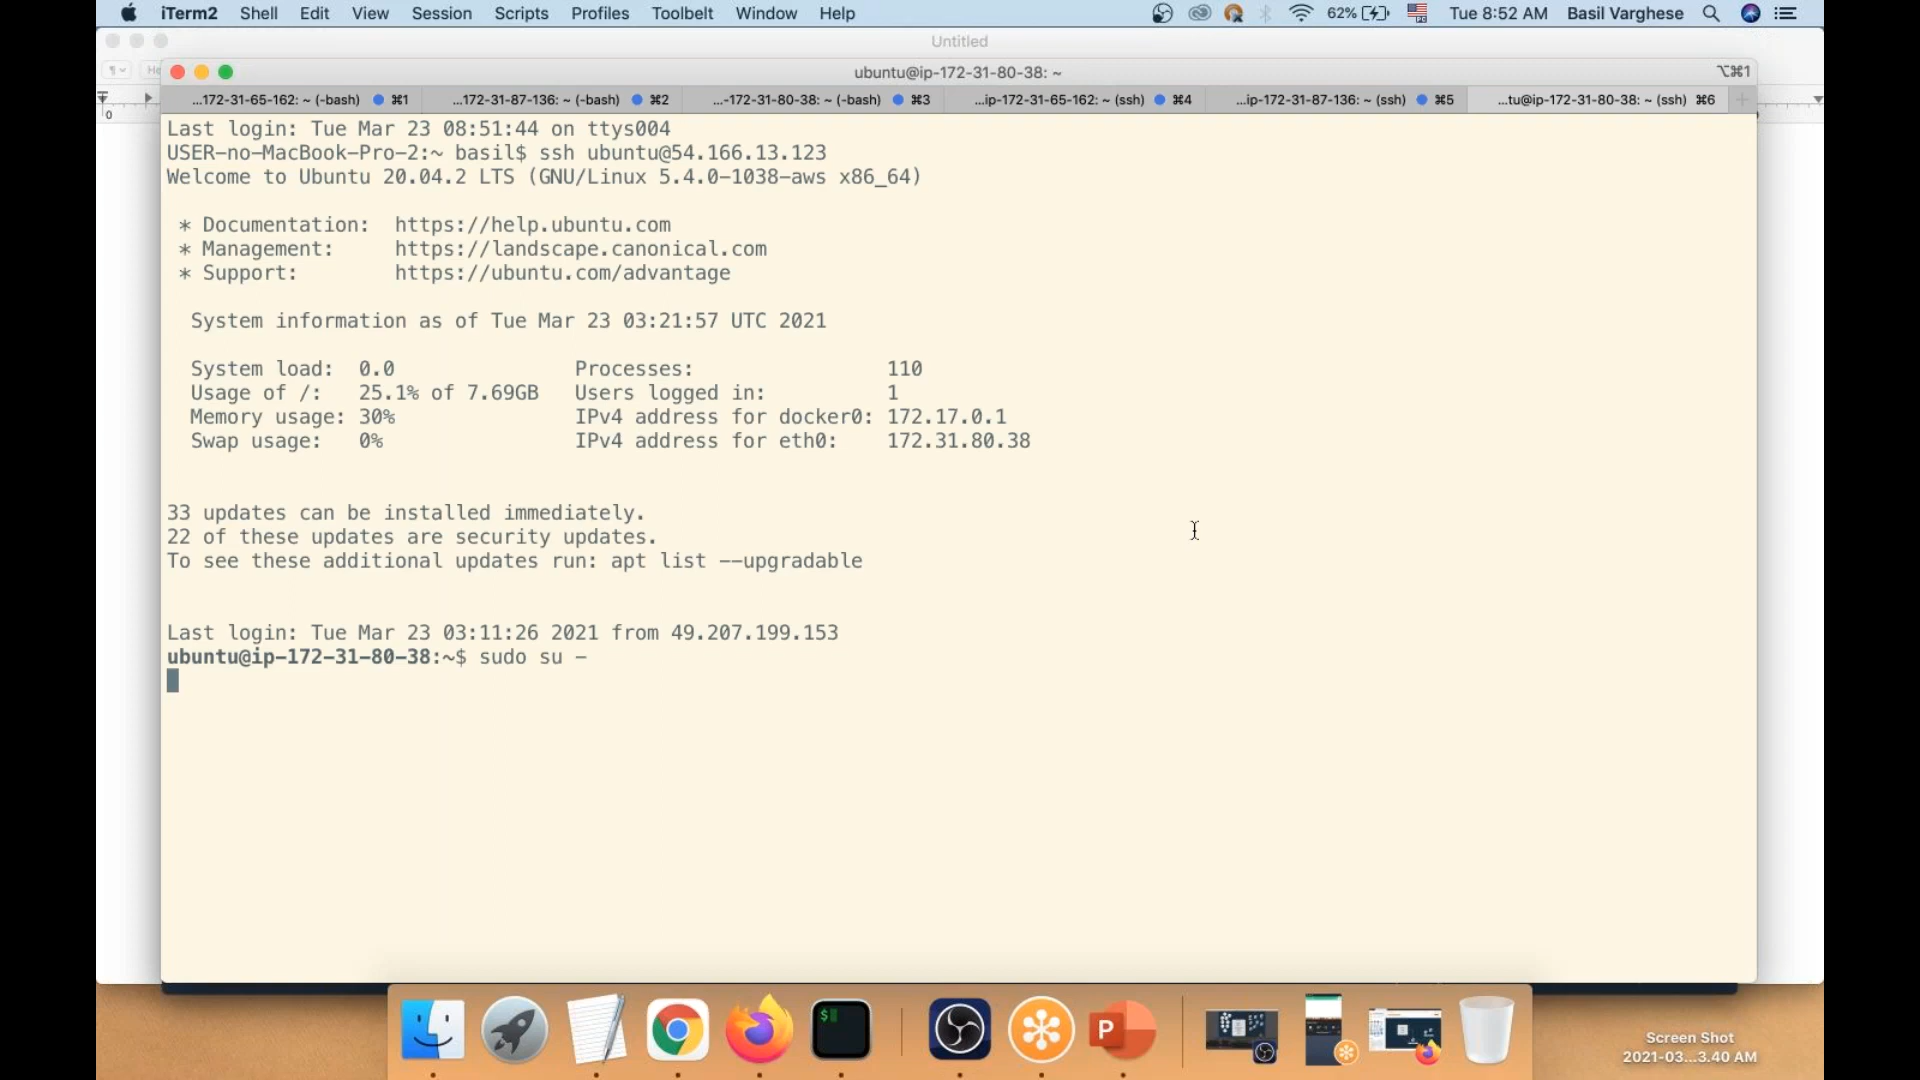 iTerm2 Shell Edit View Session Scripts Profiles Toolbelt Window Help 62% Tue 8:52 AM Basil Varghese
Untitled
ubuntu@ip-172-31-80-38: ~ ⌥⌘1
...172-31-65-162: ~ (-bash) ⌘1 ...172-31-87-136: ~ (-bash) ⌘2 ...-172-31-80-38: ~ (-bash) ⌘3 ...ip-172-31-65-162: ~ (ssh) ⌘4 ...ip-172-31-87-136: ~ (ssh) ⌘5 ...tu@ip-172-31-80-38: ~ (ssh) ⌘6
0
Last login: Tue Mar 23 08:51:44 on ttys004
USER-no-MacBook-Pro-2:~ basil$ ssh ubuntu@54.166.13.123
Welcome to Ubuntu 20.04.2 LTS (GNU/Linux 5.4.0-1038-aws x86_64)
* Documentation: https://help.ubuntu.com
* Management: https://landscape.canonical.com
* Support: https://ubuntu.com/advantage
System information as of Tue Mar 23 03:21:57 UTC 2021
System load: 0.0 Processes: 110
Usage of /: 25.1% of 7.69GB Users logged in: 1
Memory usage: 30% IPv4 address for docker0: 172.17.0.1
Swap usage: 0% IPv4 address for eth0: 172.31.80.38
33 updates can be installed immediately.
22 of these updates are security updates.
To see these additional updates run: apt list --upgradable
Last login: Tue Mar 23 03:11:26 2021 from 49.207.199.153
ubuntu@ip-172-31-80-38:~$ sudo su -
$
P
Screen Shot
2021-03...3.40 AM